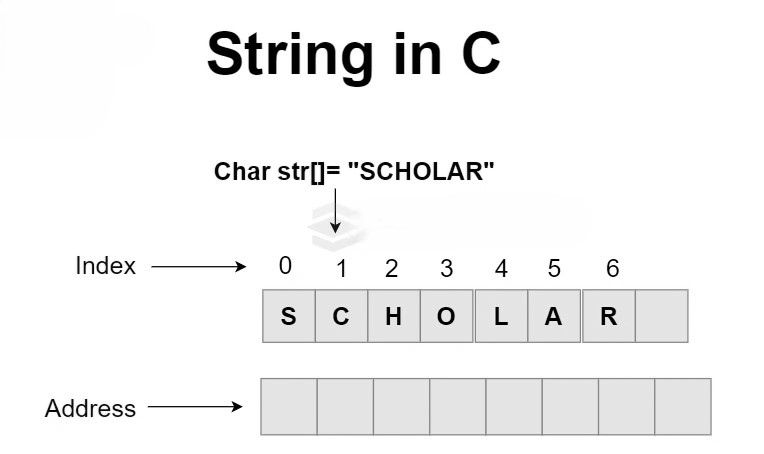 String in C
Char str[]= "SCHOLAR"
Index 0 1 2 3 4 5 6
S C H O L A R
Address